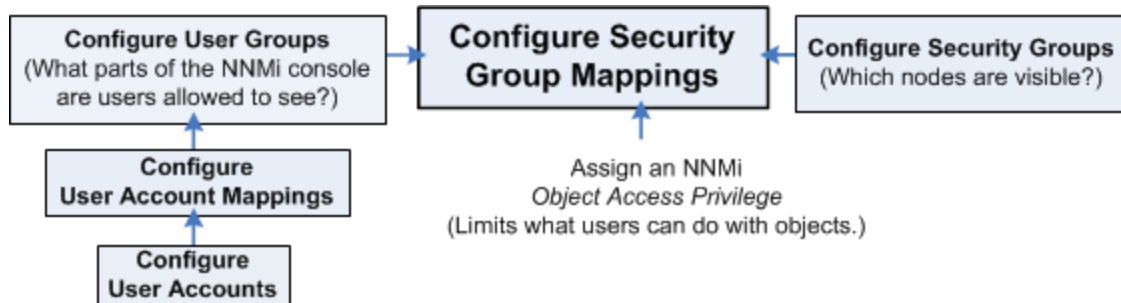 Configure User Groups
(What parts of the NNMi console
are users allowed to see?)
Configure Security
Group Mappings
Configure Security Groups
(Which nodes are visible?)
Configure
User Account Mappings
Assign an NNMi
Object Access Privilege
(Limits what users can do with objects.)
Configure
User Accounts